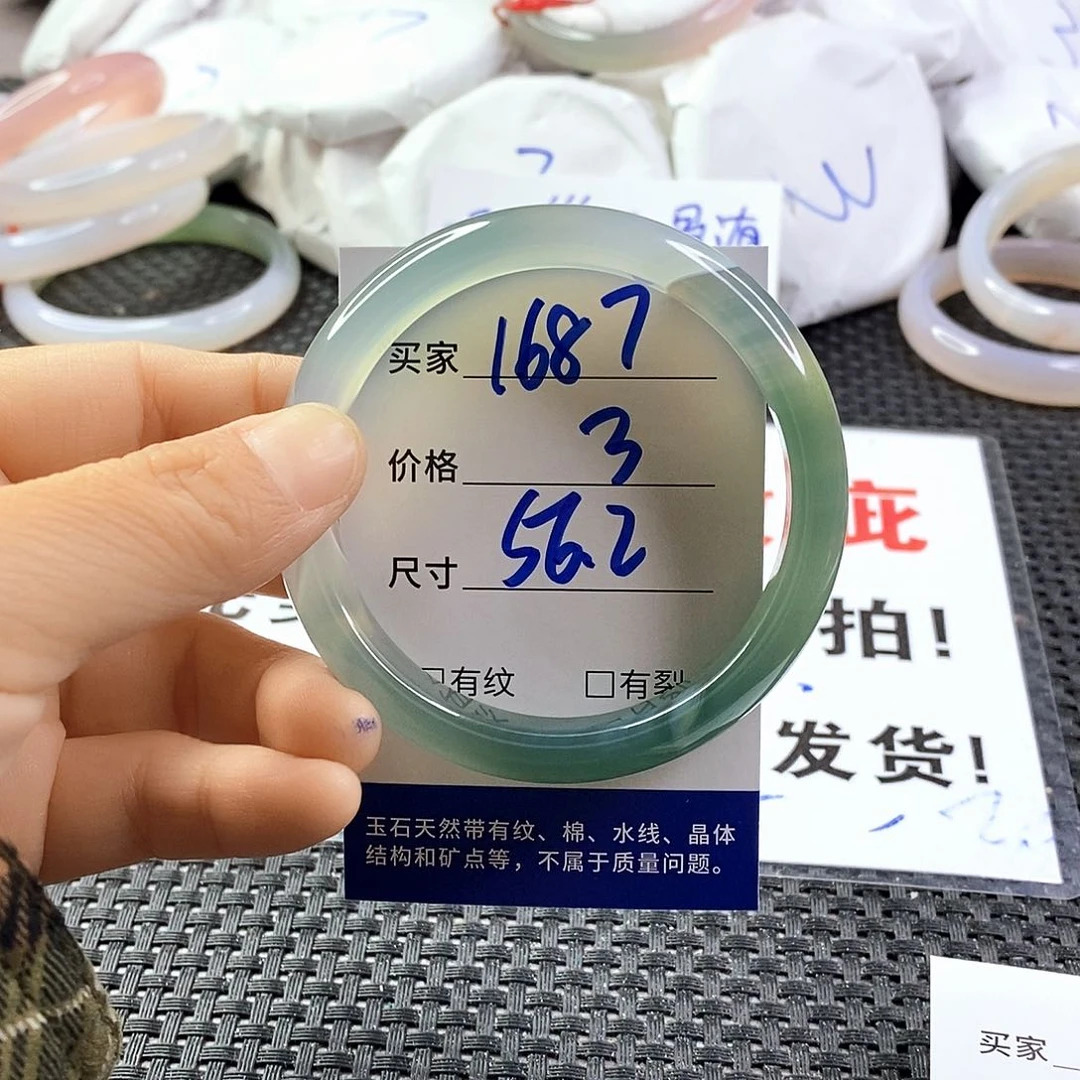 买家 1687
价格 3
尺寸 56.2
□有纹 □有裂
玉石天然带有纹、棉、水线、晶体
结构和矿点等，不属于质量问题。
疵
拍！
发货！
买家